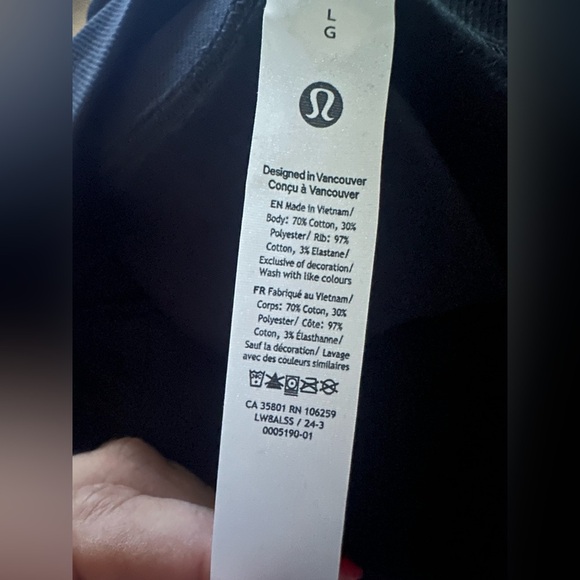 L
G
Designed in Vancouver
Conçu à Vancouver
EN Made in Vietnam/
Body: 70% Cotton, 30%
Polyester/ Rib: 97%
Cotton, 3% Elastane/
Exclusive of decoration/
Wash with like colours
FR Fabriqué au Vietnam/
Corps: 70% Coton, 30%
Polyester/ Côte: 97%
Coton, 3% Élasthanne/
Sauf la décoration/ Lavage
avec des couleurs similaires
CA 35801 RN 106259
LW8ALSS / 24-3
0005190-01